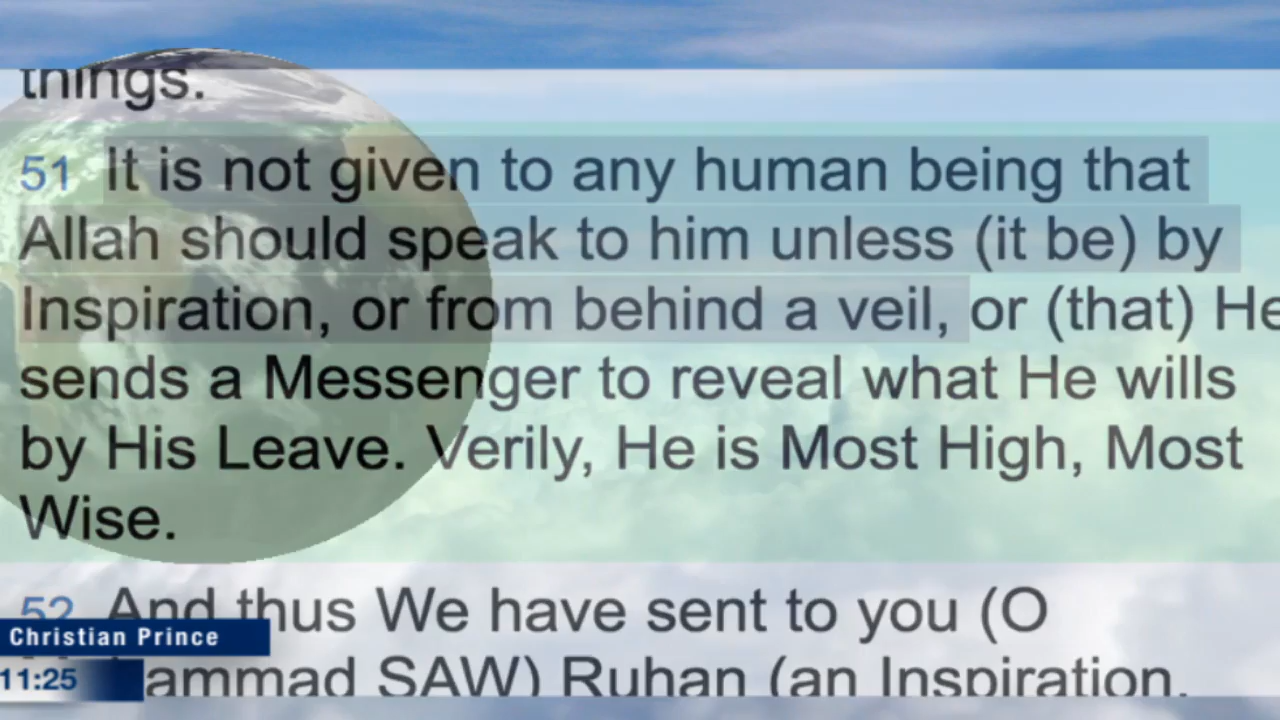 things.
51 It is not given to any human being that
Allah should speak to him unless (it be) by
Inspiration, or from behind a veil, or (that) He
sends a Messenger to reveal what He wills
by His Leave. Verily, He is Most High, Most
Wise.
52 And thus We have sent to you (O
Christian Prince
ammad SAW) Ruhan (an Inspiration,
11:25